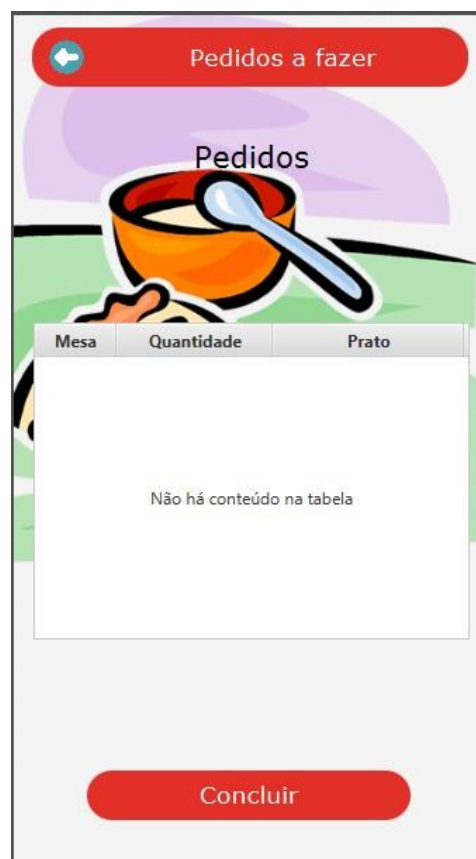 Pedidos a fazer
Pedidos
Mesa Quantidade Prato
Não há conteúdo na tabela
Concluir